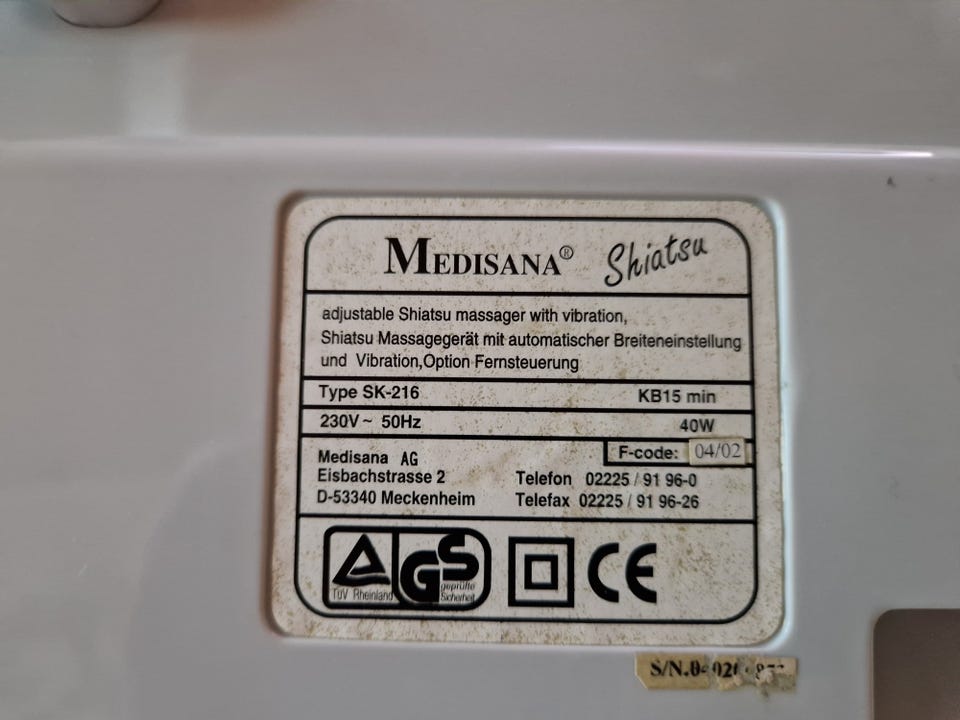 MEDISANA® Shiatsu
adjustable Shiatsu massager with vibration,
Shiatsu Massagegerät mit automatischer Breiteneinstellung
und Vibration,Option Fernsteuerung
Type SK-216 KB15 min
230V~ 50Hz 40W
F-code: 04/02
Medisana AG
Eisbachstrasse 2 Telefon 02225 / 91 96-0
D-53340 Meckenheim Telefax 02225 / 91 96-26
TÜV Rheinland GS geprüfte Sicherheit CE
S/N.